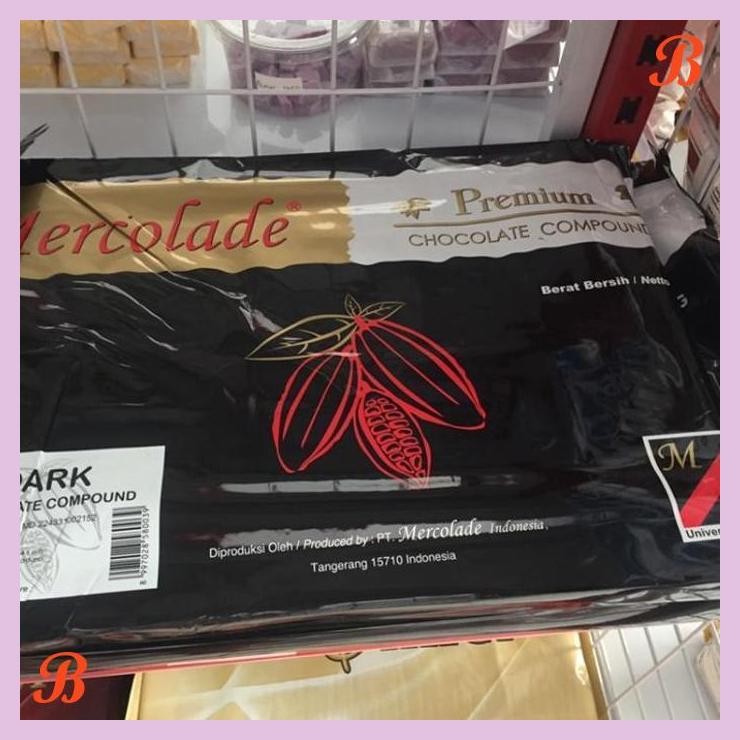 B
Mercolade®
Premium
CHOCOLATE COMPOUND
Berat Bersih / Netto
DARK
COMPOUND
M
Diproduksi Oleh / Produced by : PT. Mercolade Indonesia.
Tangerang 15710 Indonesia
B